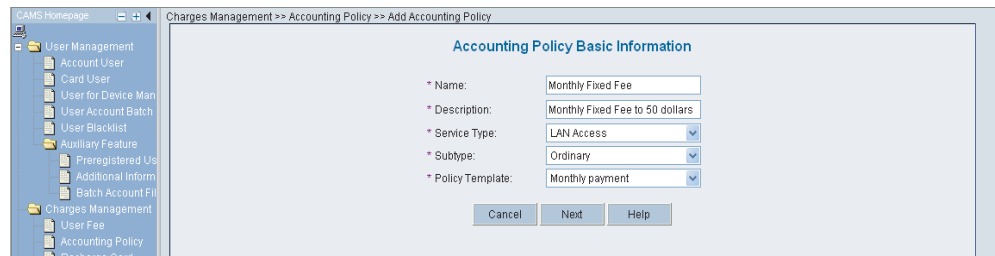 CAMS Homepage
Charges Management >> Accounting Policy >> Add Accounting Policy
User Management
Account User
Card User
User for Device Man
User Account Batch
User Blacklist
Auxiliary Feature
Preregistered Us
Additional Inform
Batch Account Fil
Charges Management
User Fee
Accounting Policy
Recharge Card
Accounting Policy Basic Information
* Name: Monthly Fixed Fee
* Description: Monthly Fixed Fee to 50 dollars
* Service Type: LAN Access
* Subtype: Ordinary
* Policy Template: Monthly payment
Cancel Next Help